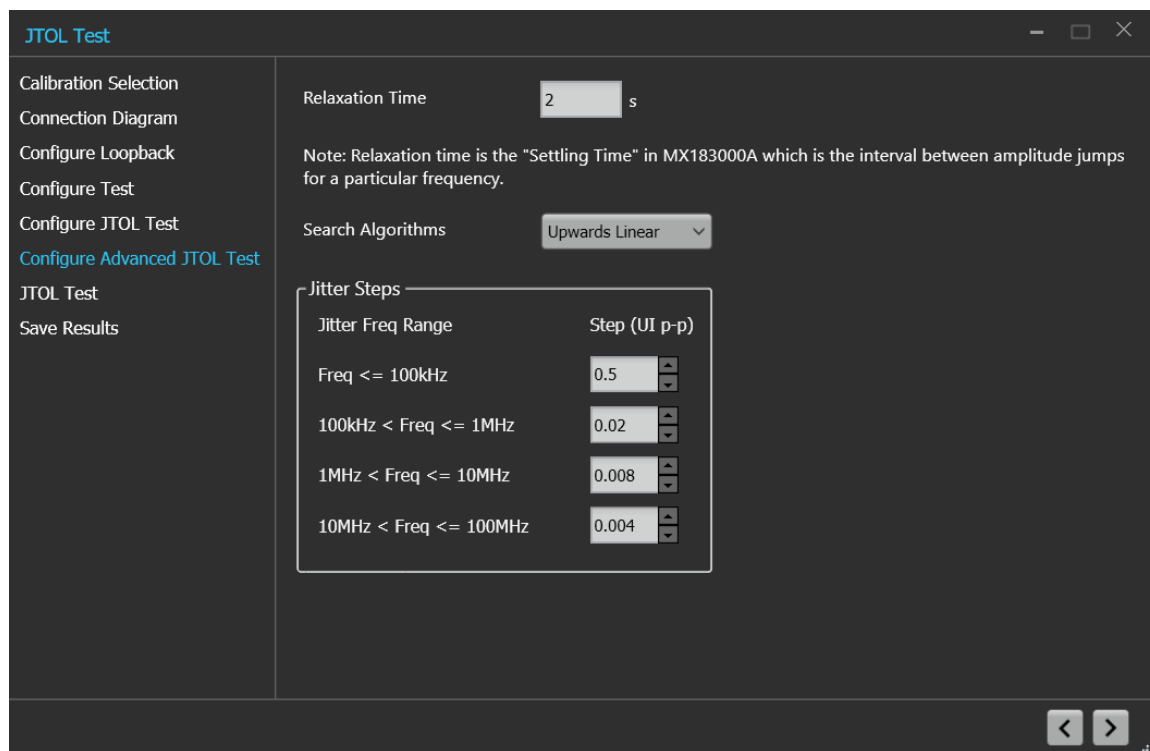 JTOL Test
Calibration Selection
Connection Diagram
Configure Loopback
Configure Test
Configure JTOL Test
Configure Advanced JTOL Test
JTOL Test
Save Results
Relaxation Time 2 s
Note: Relaxation time is the "Settling Time" in MX183000A which is the interval between amplitude jumps
for a particular frequency.
Search Algorithms Upwards Linear
Jitter Steps
Jitter Freq Range Step (UI p-p)
Freq <= 100kHz 0.5
100kHz < Freq <= 1MHz 0.02
1MHz < Freq <= 10MHz 0.008
10MHz < Freq <= 100MHz 0.004